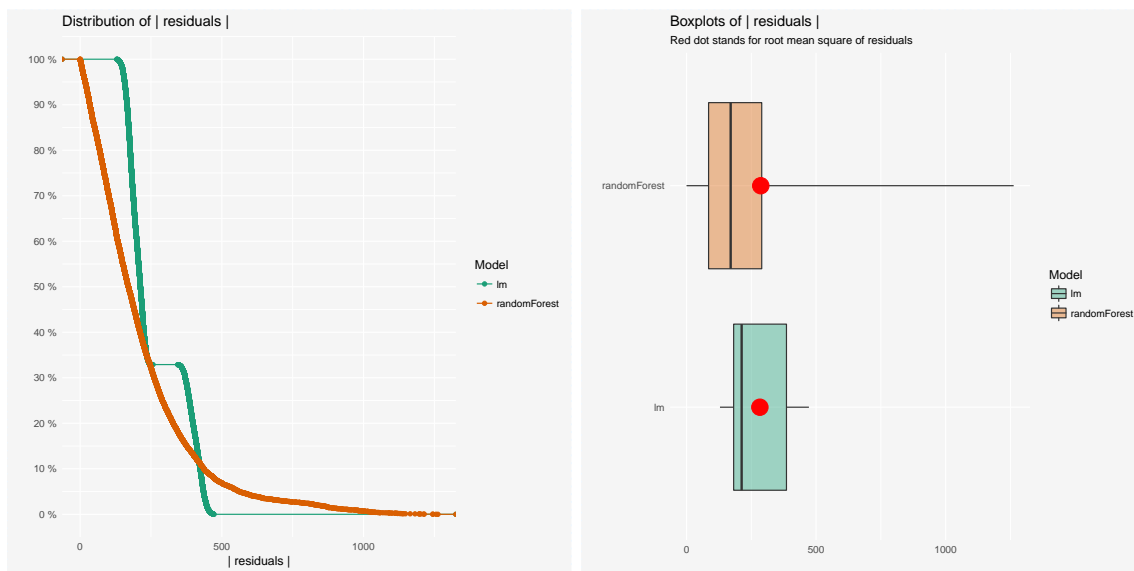 Distribution of | residuals |
100 %
90 %
80 %
70 %
60 %
50 %
40 %
30 %
20 %
10 %
0 %
0
500
1000
| residuals |
Model
lm
randomForest
Boxplots of | residuals |
Red dot stands for root mean square of residuals
randomForest
lm
0
500
1000
Model
lm
randomForest